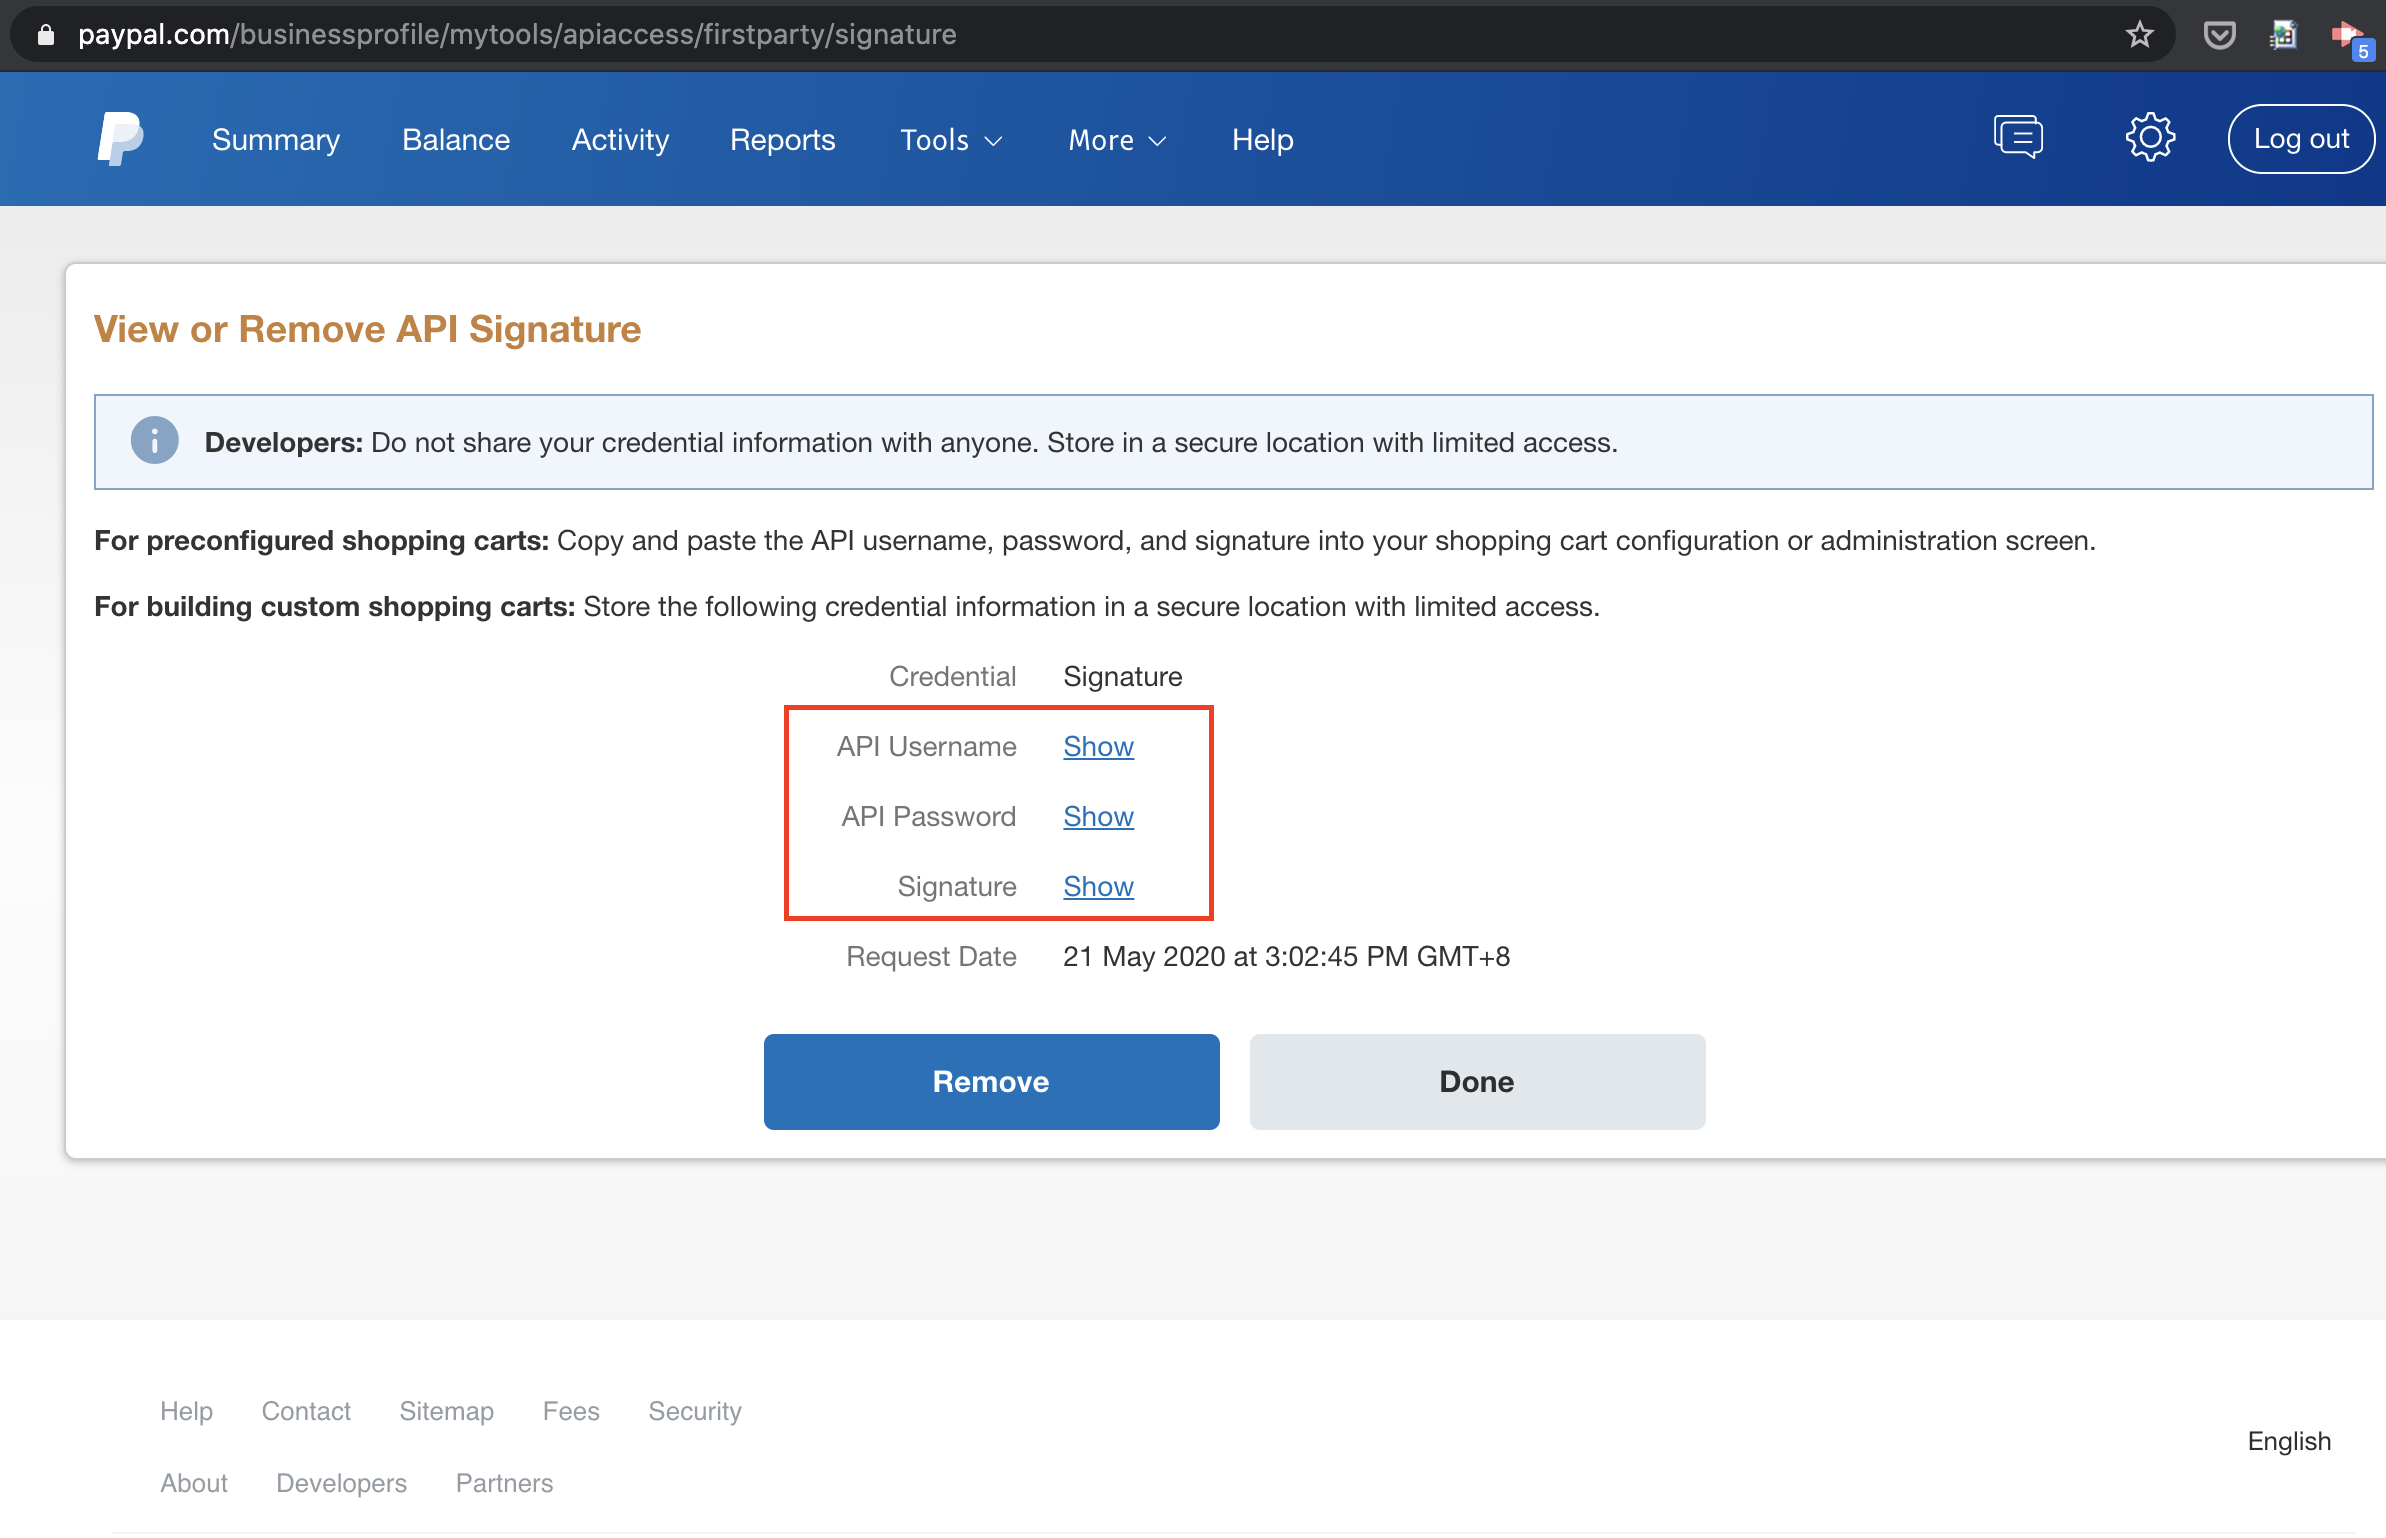 paypal.com/businessprofile/mytools/apiaccess/firstparty/signature
5
Summary Balance Activity Reports Tools More Help Log out
View or Remove API Signature
Developers: Do not share your credential information with anyone. Store in a secure location with limited access.
For preconfigured shopping carts: Copy and paste the API username, password, and signature into your shopping cart configuration or administration screen.
For building custom shopping carts: Store the following credential information in a secure location with limited access.
Credential Signature
API Username Show
API Password Show
Signature Show
Request Date 21 May 2020 at 3:02:45 PM GMT+8
Remove Done
Help Contact Sitemap Fees Security
English
About Developers Partners